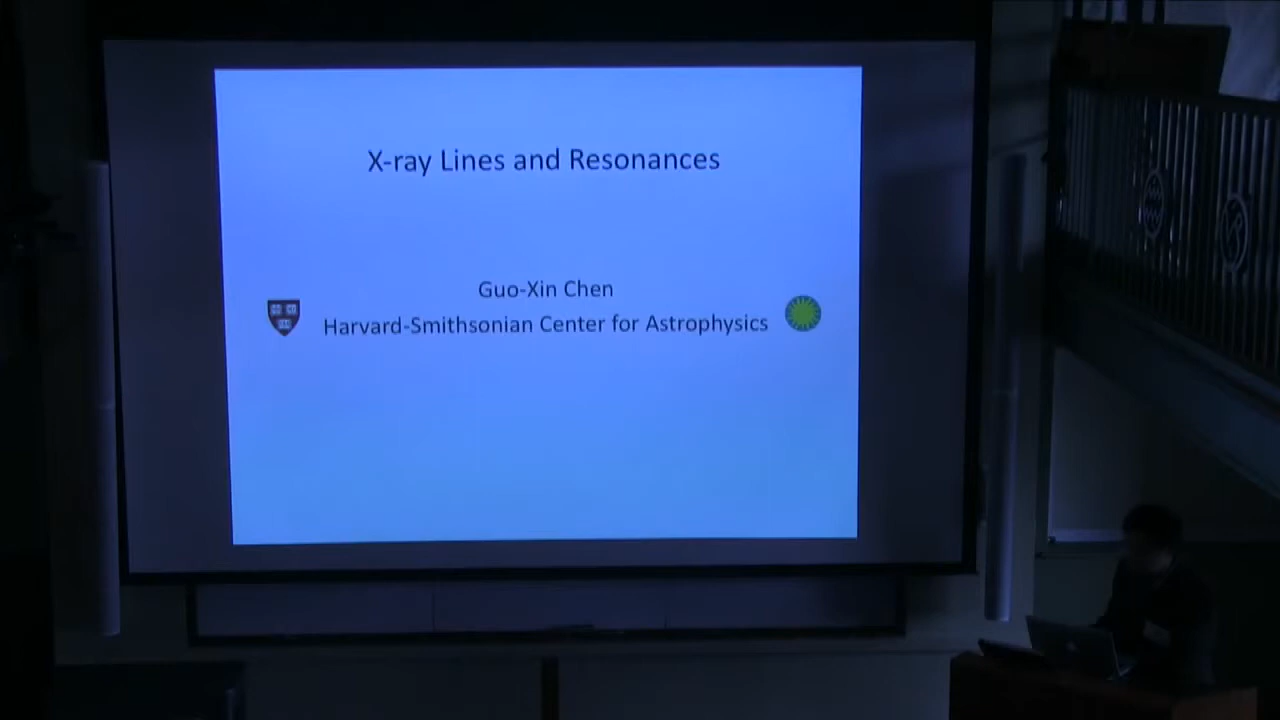 X-ray Lines and Resonances
Guo-Xin Chen
Harvard-Smithsonian Center for Astrophysics